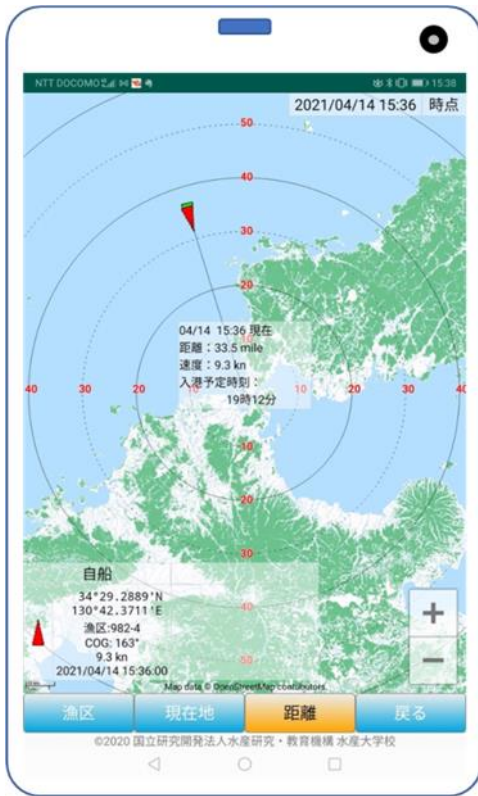 NTT DOCOMO
15:38
2021/04/14 15:36 時点
50
40
30
20
10
04/14 15:36 現在
距離：33.5 mile
速度：9.3 kn
入港予定時刻：
19時12分
40
30
20
10
10
20
30
40
10
20
30
40
50
自船
34°29.2889'N
130°42.3711'E
漁区:982-4
COG: 163°
9.3 kn
2021/04/14 15:36:00
+
−
Map data © OpenStreetMap contributors
漁区
現在地
距離
戻る
©2020 国立研究開発法人水産研究・教育機構 水産大学校